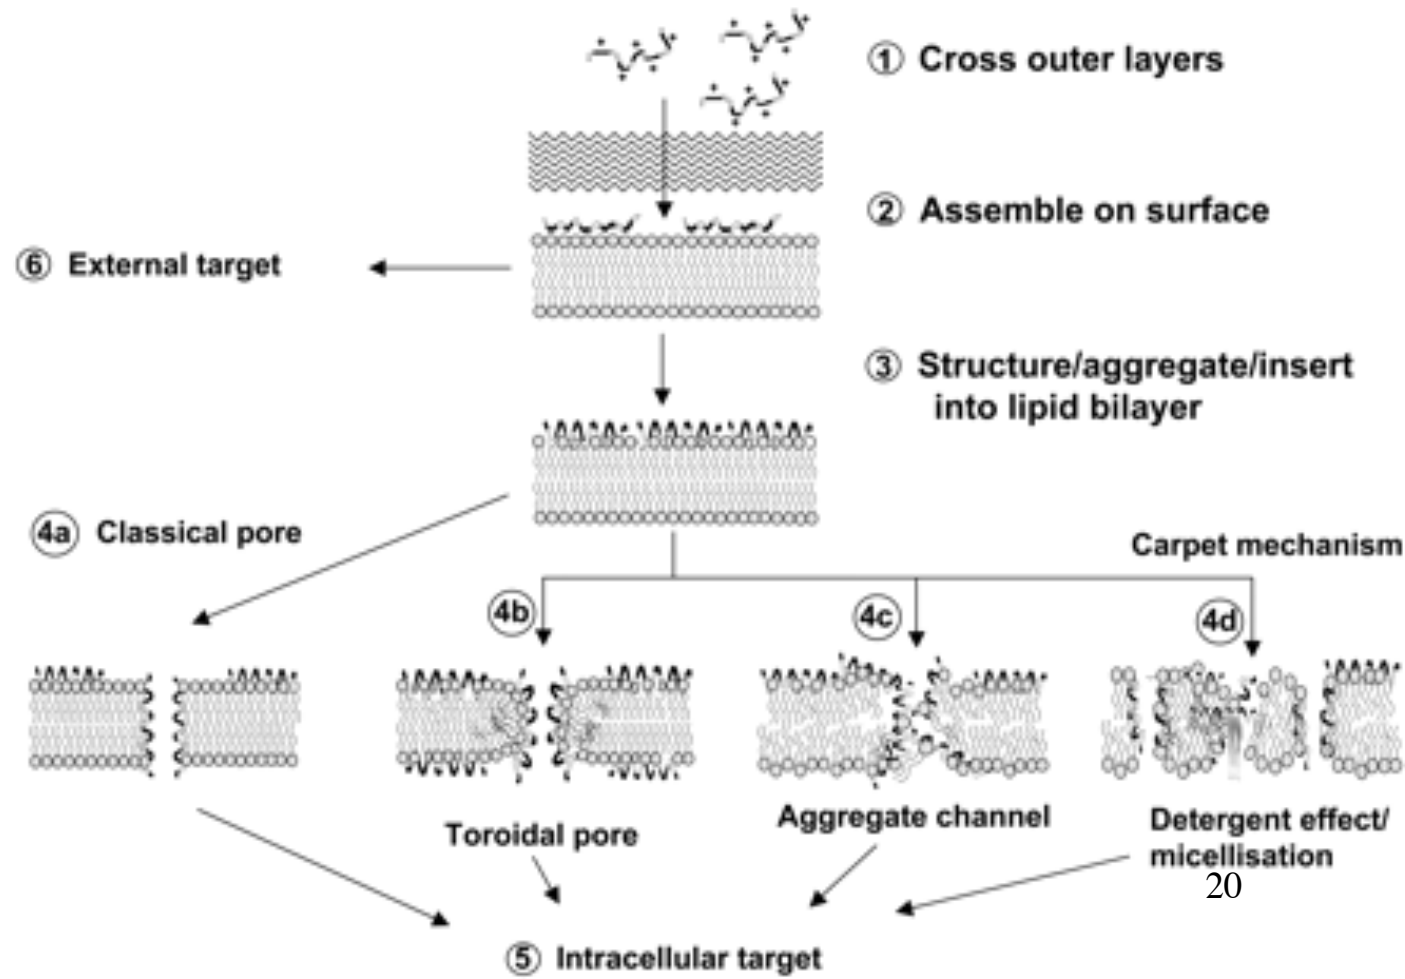 ① Cross outer layers
② Assemble on surface
⑥ External target
③ Structure/aggregate/insert
into lipid bilayer
4a Classical pore
Carpet mechanism
4b
4c
4d
Toroidal pore
Aggregate channel
Detergent effect/
micellisation
20
⑤ Intracellular target